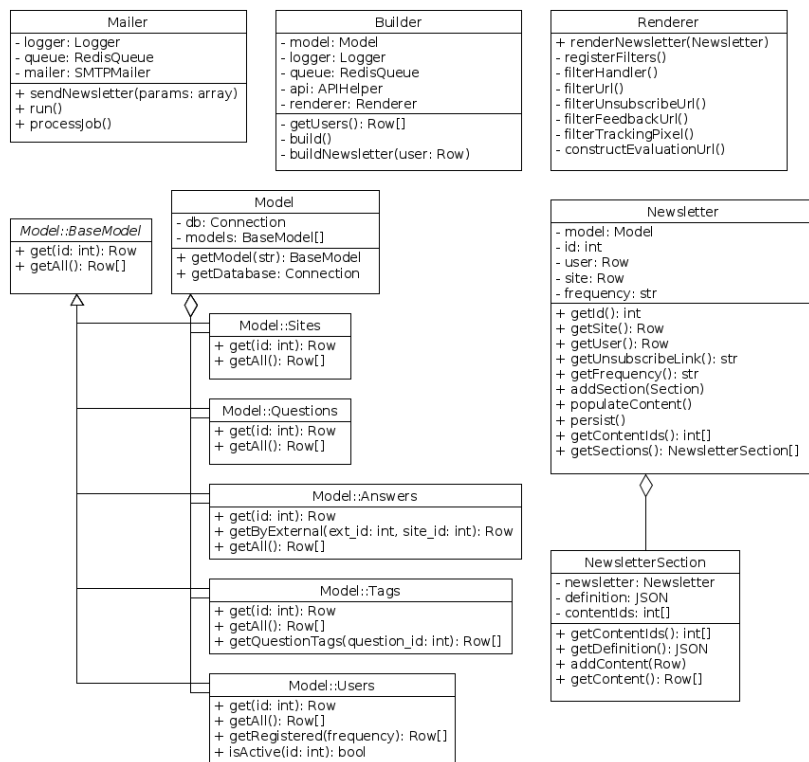 Mailer
- logger: Logger
- queue: RedisQueue
- mailer: SMTPMailer
+ sendNewsletter(params: array)
+ run()
+ processJob()
Builder
- model: Model
- logger: Logger
- queue: RedisQueue
- api: APIHelper
- renderer: Renderer
- getUsers(): Row[]
- build()
- buildNewsletter(user: Row)
Renderer
+ renderNewsletter(Newsletter)
- registerFilters()
- filterHandler()
- filterUrl()
- filterUnsubscribeUrl()
- filterFeedbackUrl()
- filterTrackingPixel()
- constructEvaluationUrl()
Model::BaseModel
+ get(id: int): Row
+ getAll(): Row[]
Model
- db: Connection
- models: BaseModel[]
+ getModel(str): BaseModel
+ getDatabase: Connection
Model::Sites
+ get(id: int): Row
+ getAll(): Row[]
Model::Questions
+ get(id: int): Row
+ getAll(): Row[]
Model::Answers
+ get(id: int): Row
+ getByExternal(ext_id: int, site_id: int): Row
+ getAll(): Row[]
Model::Tags
+ get(id: int): Row
+ getAll(): Row[]
+ getQuestionTags(question_id: int): Row[]
Model::Users
+ get(id: int): Row
+ getAll(): Row[]
+ getRegistered(frequency): Row[]
+ isActive(id: int): bool
Newsletter
- model: Model
- id: int
- user: Row
- site: Row
- frequency: str
+ getId(): int
+ getSite(): Row
+ getUser(): Row
+ getUnsubscribeLink(): str
+ getFrequency(): str
+ addSection(Section)
+ populateContent()
+ persist()
+ getContentIds(): int[]
+ getSections(): NewsletterSection[]
NewsletterSection
- newsletter: Newsletter
- definition: JSON
- contentIds: int[]
+ getContentIds(): int[]
+ getDefinition(): JSON
+ addContent(Row)
+ getContent(): Row[]